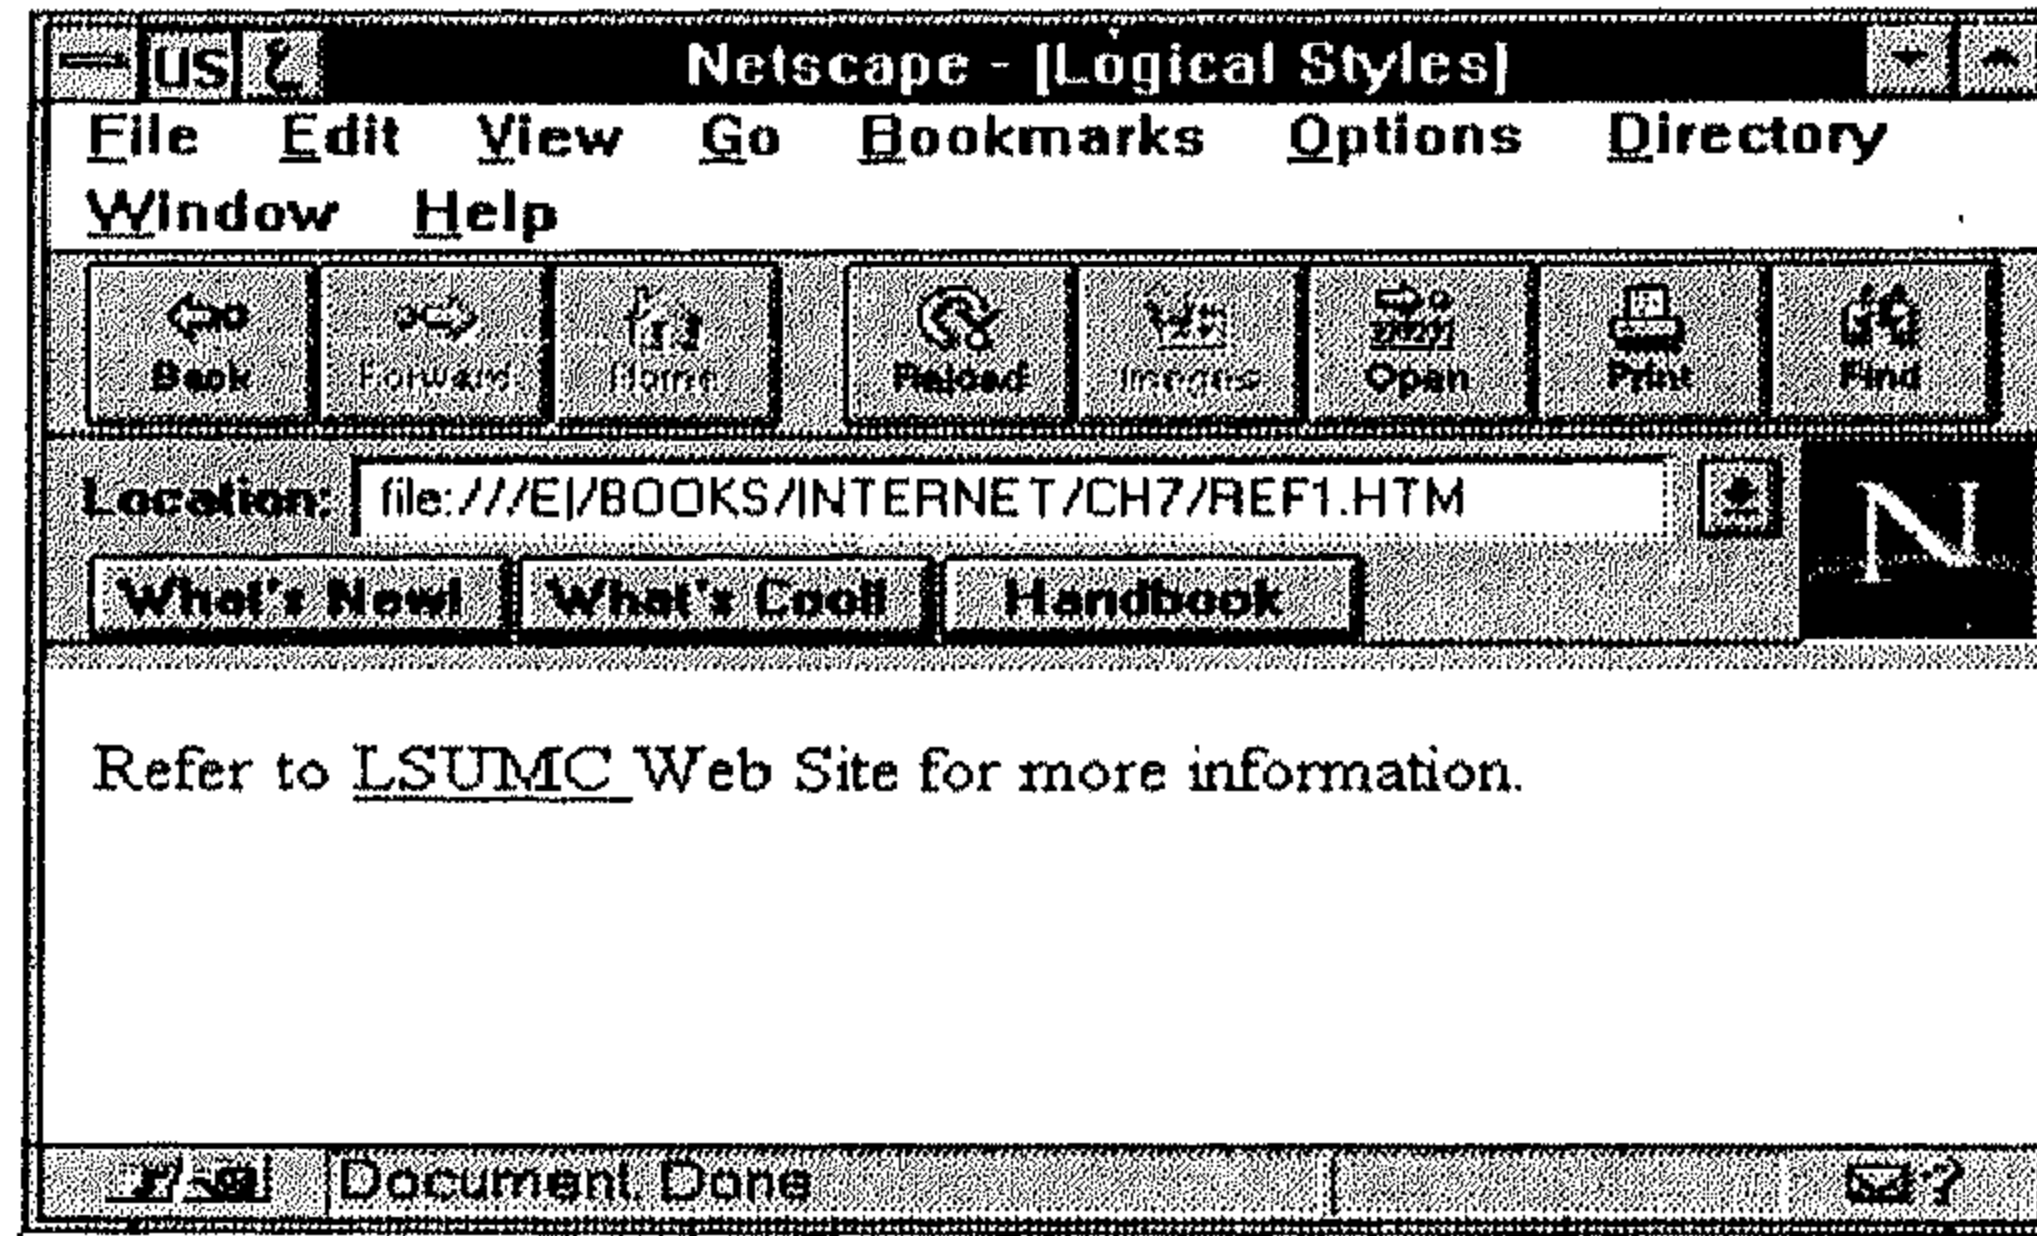 US
Netscape - [Logical Styles]
File Edit View Go Bookmarks Options Directory
Window Help
Back Forward Home Reload Images Open Print Find
Location: file:///E|/BOOKS/INTERNET/CH7/REF1.HTM
N
What's New! What's Cool! Handbook
Refer to LSUMC Web Site for more information.
Document: Done
?